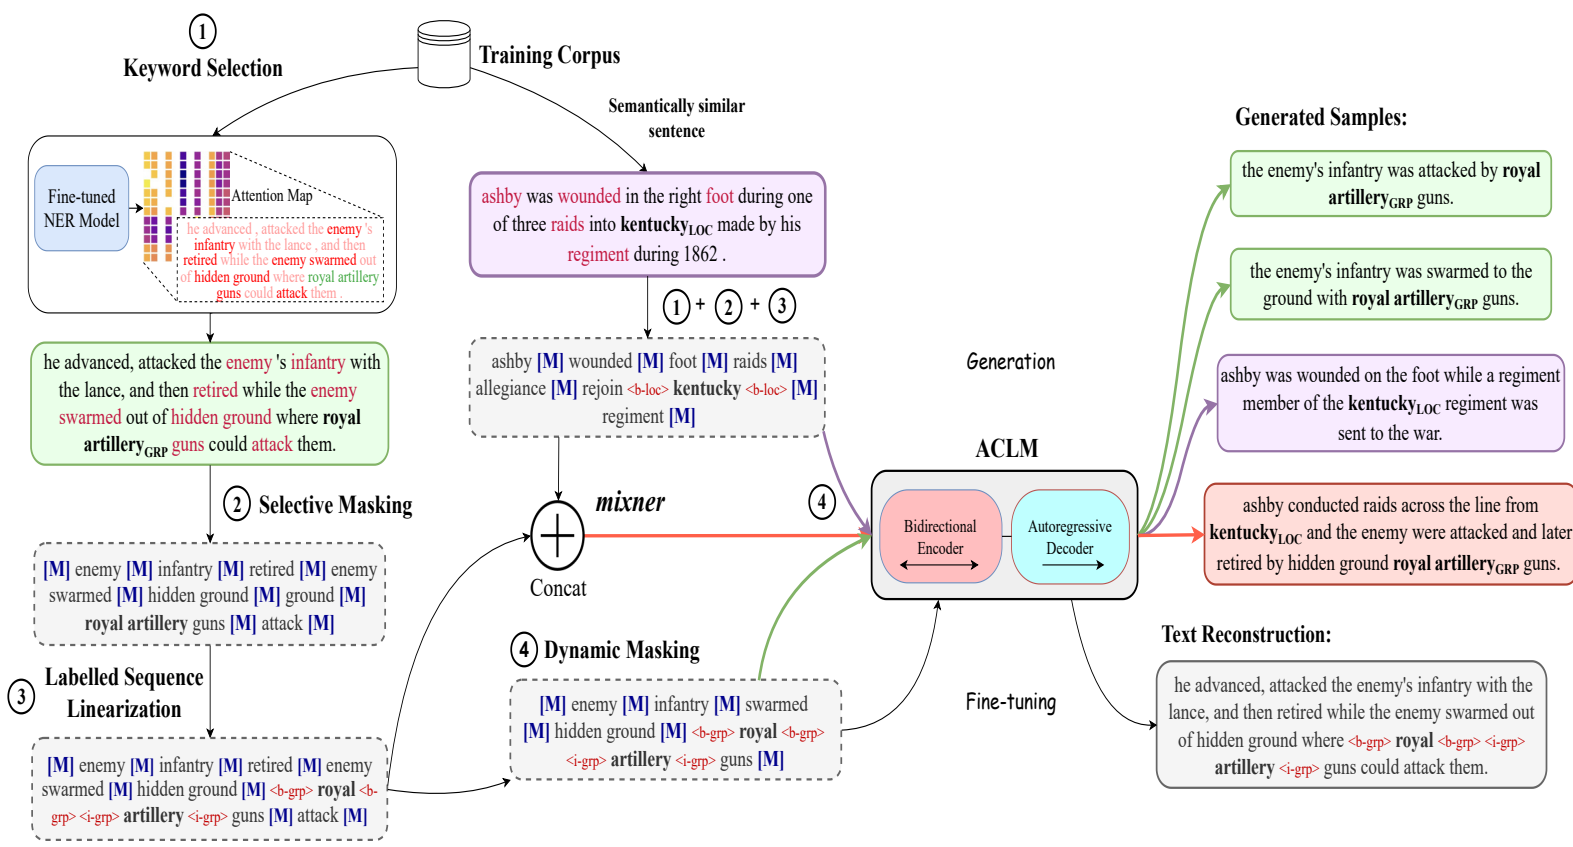 1
Keyword Selection
Training Corpus
Semantically similar
sentence
Fine-tuned
NER Model
Attention Map
he advanced , attacked the enemy 's
infantry with the lance , and then
retired while the enemy swarmed out
of hidden ground where royal artillery
guns could attack them .
he advanced, attacked the enemy 's infantry with
the lance, and then retired while the enemy
swarmed out of hidden ground where royal
artilleryGRP guns could attack them.
2 Selective Masking
[M] enemy [M] infantry [M] retired [M] enemy
swarmed [M] hidden ground [M] ground [M]
royal artillery guns [M] attack [M]
3
Labelled Sequence
Linearization
[M] enemy [M] infantry [M] retired [M] enemy
swarmed [M] hidden ground [M] <b-grp> royal <b-
grp> <i-grp> artillery <i-grp> guns [M] attack [M]
ashby was wounded in the right foot during one
of three raids into kentuckyLOC made by his
regiment during 1862 .
1 + 2 + 3
ashby [M] wounded [M] foot [M] raids [M]
allegiance [M] rejoin <b-loc> kentucky <b-loc> [M]
regiment [M]
mixner
Concat
4
4 Dynamic Masking
[M] enemy [M] infantry [M] swarmed
[M] hidden ground [M] <b-grp> royal <b-grp>
<i-grp> artillery <i-grp> guns [M]
Generation
ACLM
Bidirectional
Encoder
Autoregressive
Decoder
Fine-tuning
Generated Samples:
the enemy's infantry was attacked by royal
artilleryGRP guns.
the enemy's infantry was swarmed to the
ground with royal artilleryGRP guns.
ashby was wounded on the foot while a regiment
member of the kentuckyLOC regiment was
sent to the war.
ashby conducted raids across the line from
kentuckyLOC and the enemy were attacked and later
retired by hidden ground royal artilleryGRP guns.
Text Reconstruction:
he advanced, attacked the enemy's infantry with the
lance, and then retired while the enemy swarmed out
of hidden ground where <b-grp> royal <b-grp> <i-grp>
artillery <i-grp> guns could attack them.